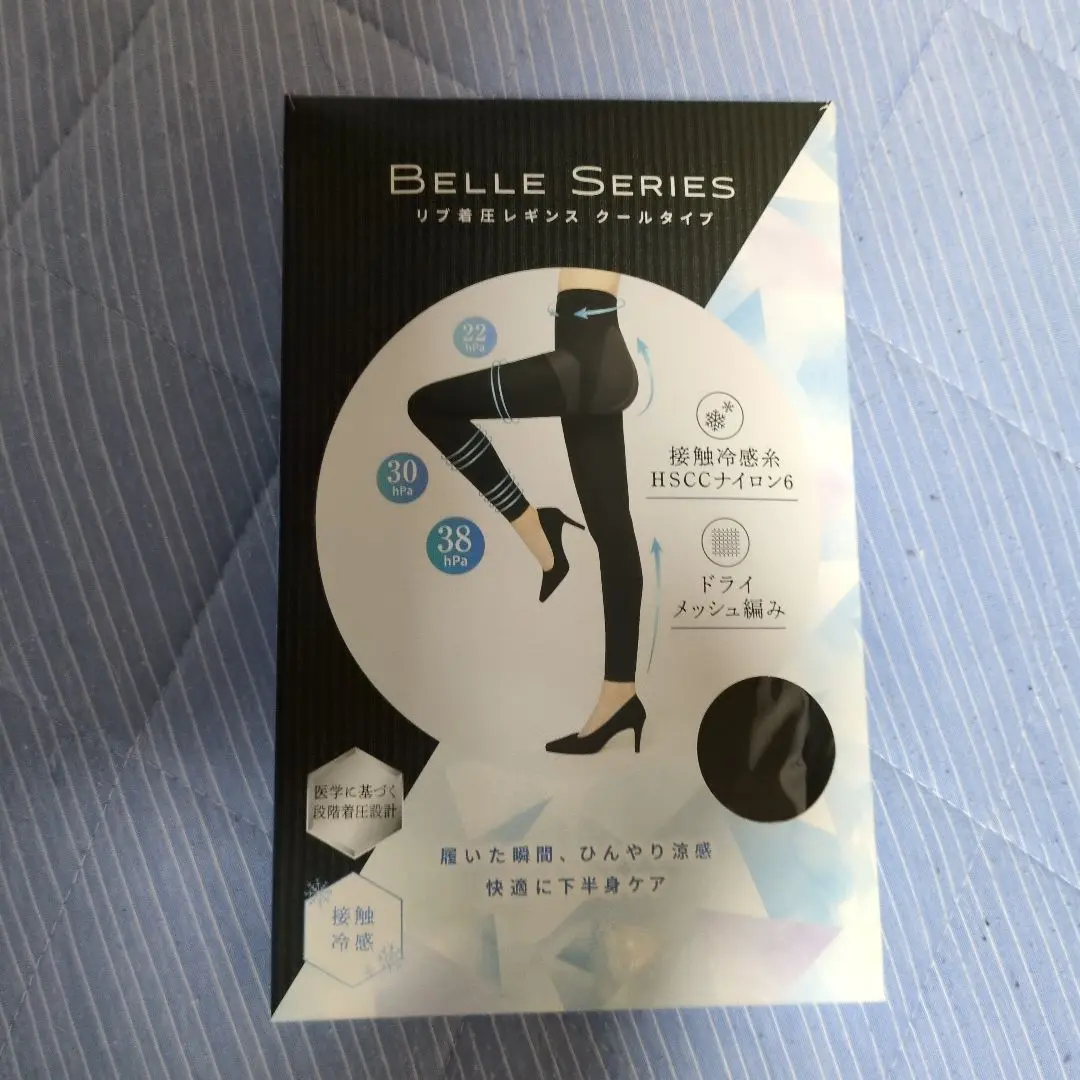 BELLE SERIES
リブ着圧レギンス クールタイプ
22
hPa
30
hPa
38
hPa
接触冷感糸
HSCCナイロン6
ドライ
メッシュ編み
医学に基づく
段階着圧設計
履いた瞬間、ひんやり涼感
快適に下半身ケア
接触
冷感